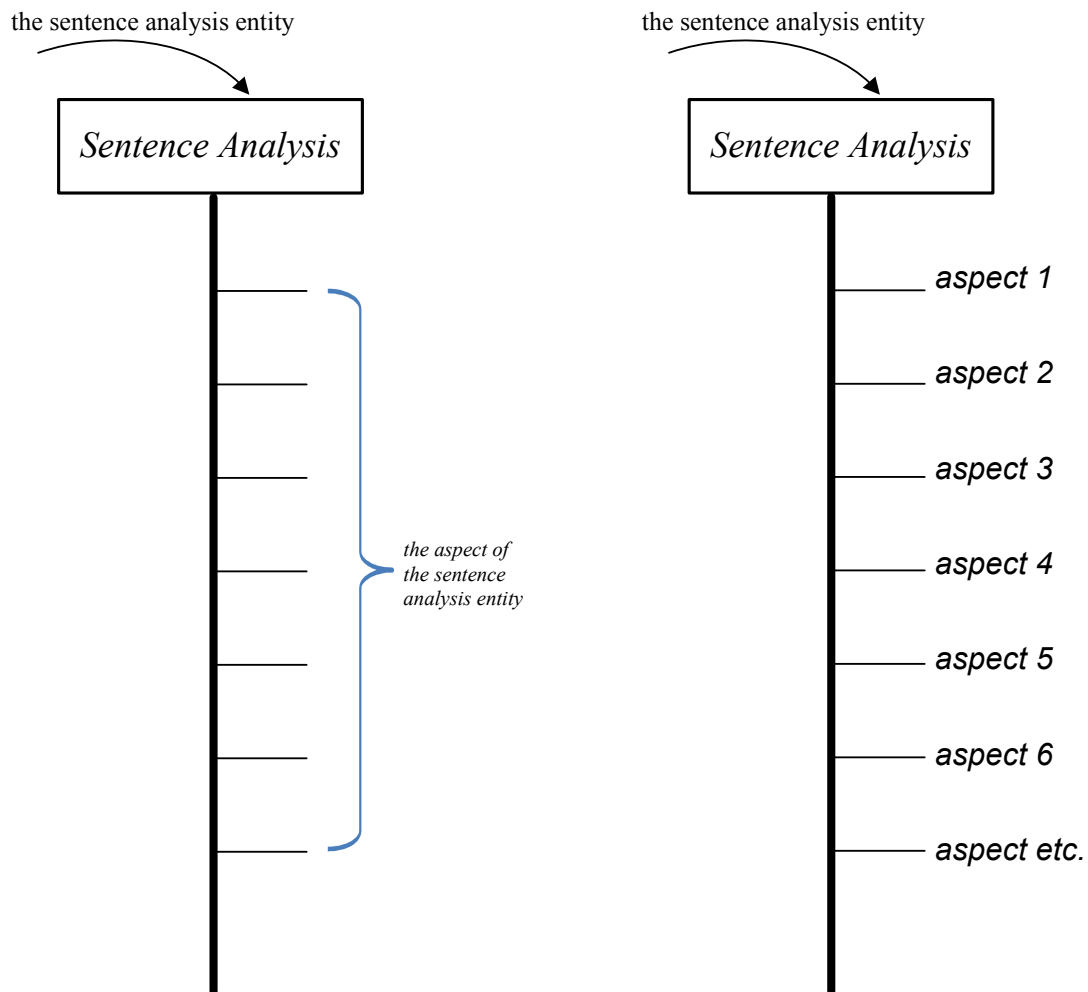 the sentence analysis entity
Sentence Analysis
the aspect of
the sentence
analysis entity
the sentence analysis entity
Sentence Analysis
aspect 1
aspect 2
aspect 3
aspect 4
aspect 5
aspect 6
aspect etc.